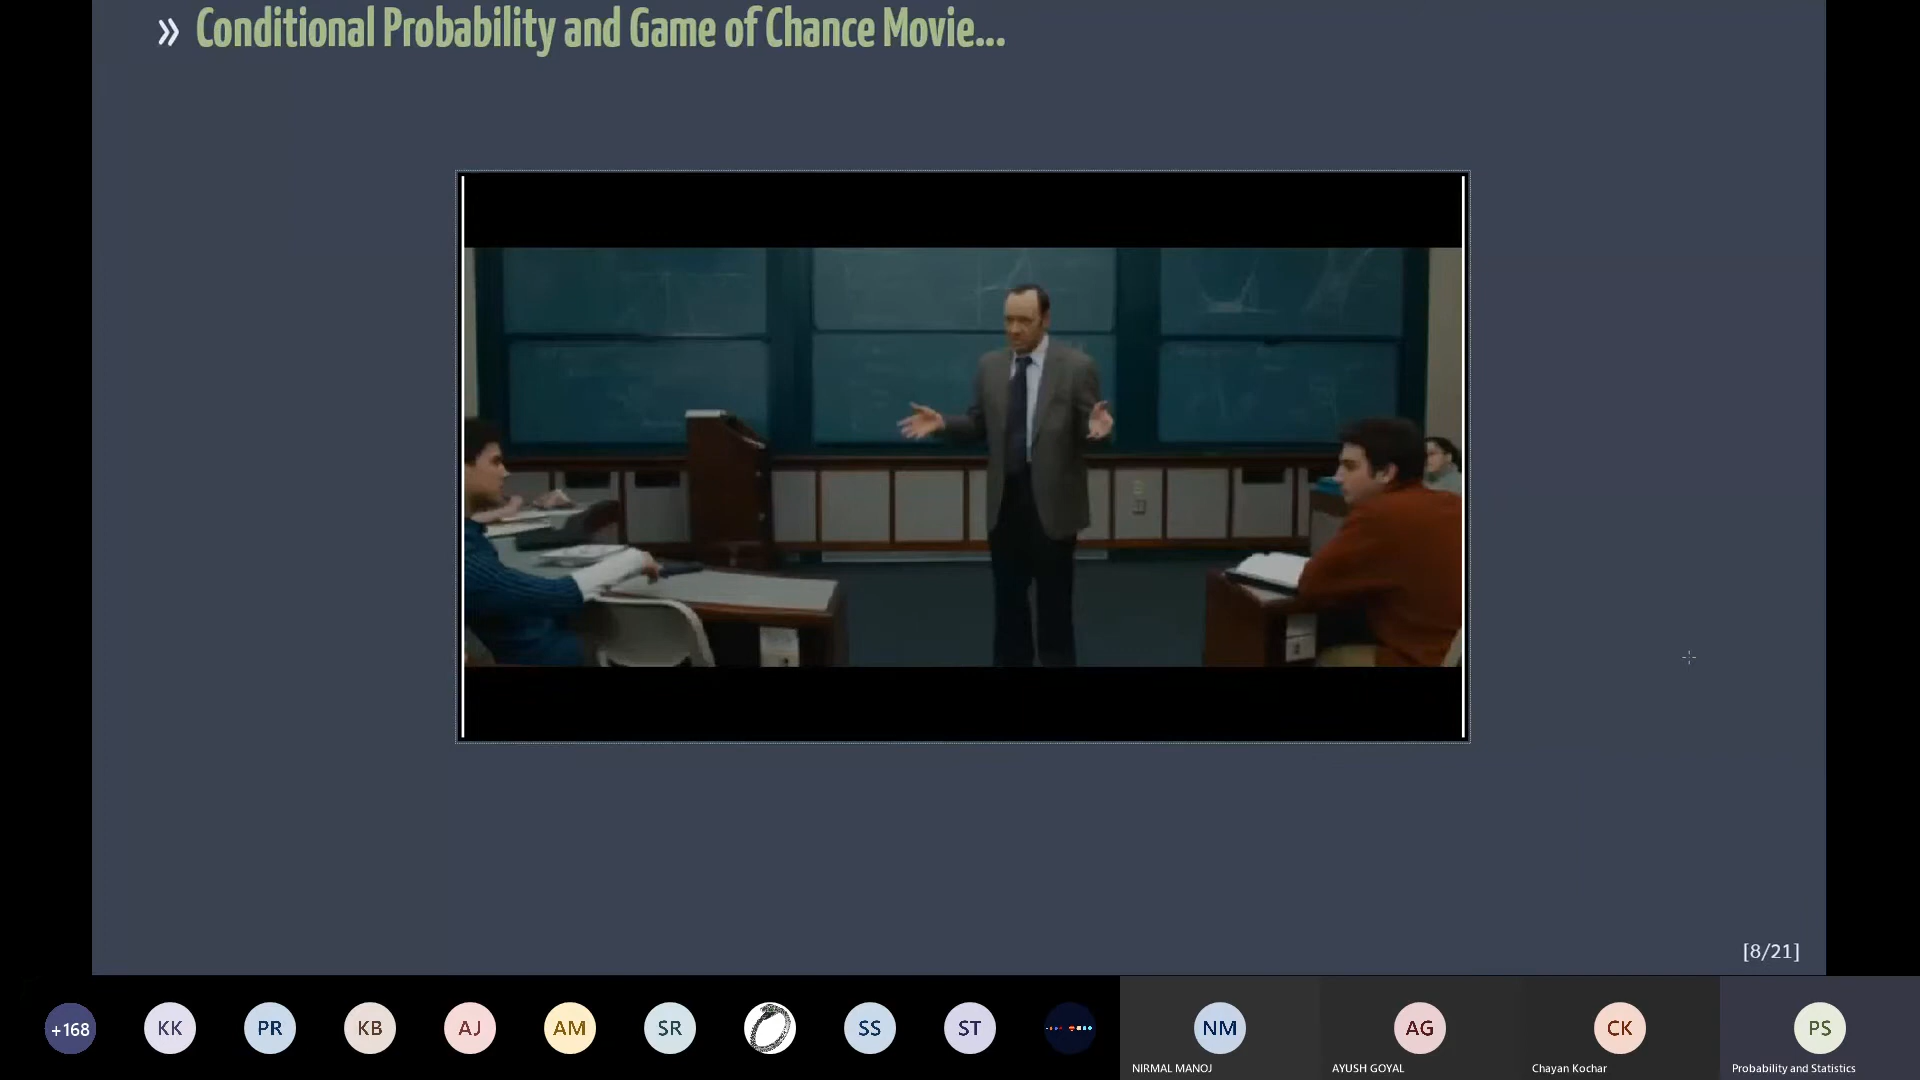 » Conditional Probability and Game of Chance Movie...
[8/21]
+168
KK
PR
KB
AJ
AM
SR
SS
ST
NM
AG
CK
PS
NIRMAL MANOJ
AYUSH GOYAL
Chayan Kochar
Probability and Statistics